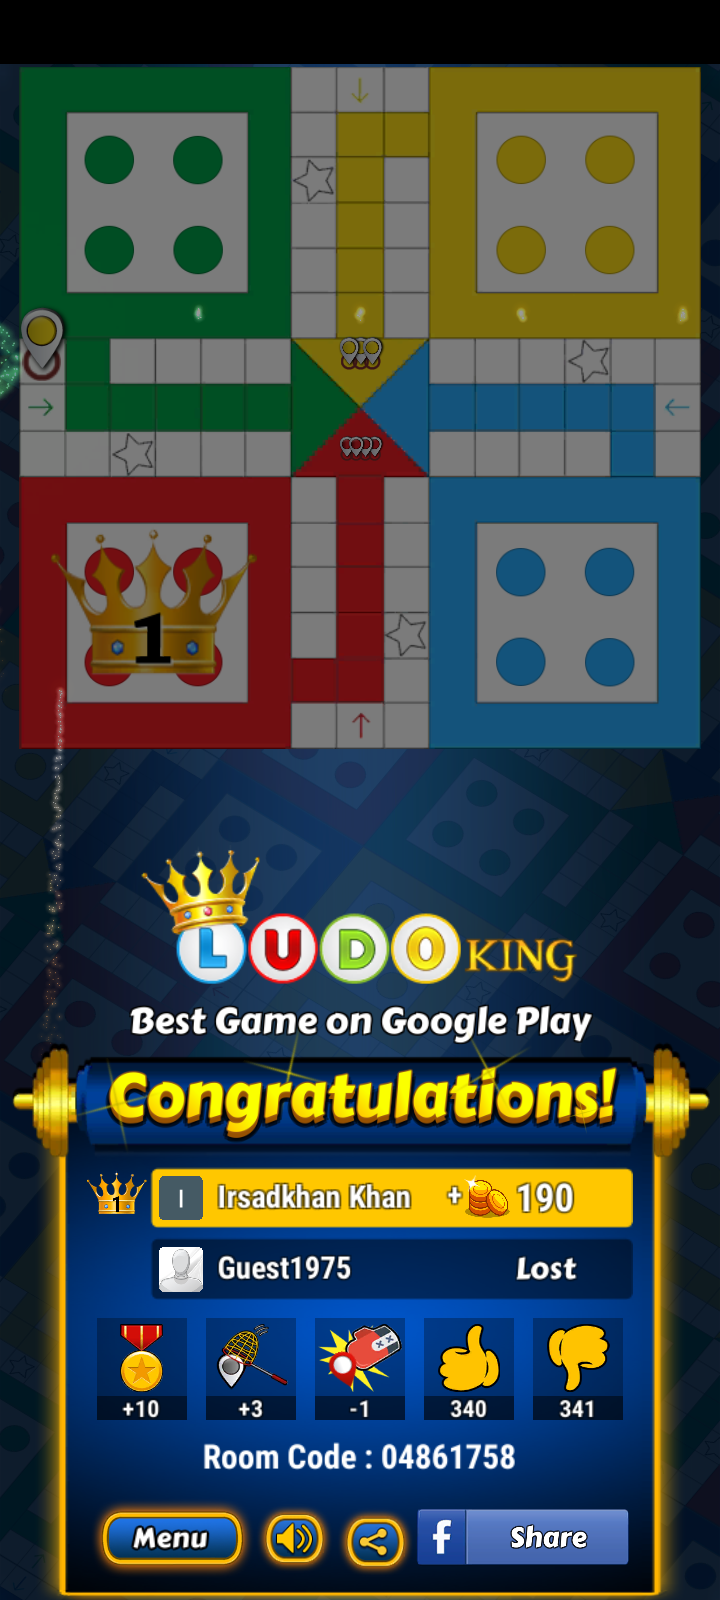 1
LUDO KING
Best Game on Google Play
Congratulations!
1 I Irsadkhan Khan + 190
Guest1975 Lost
+10 +3 -1 340 341
Room Code : 04861758
Menu f Share